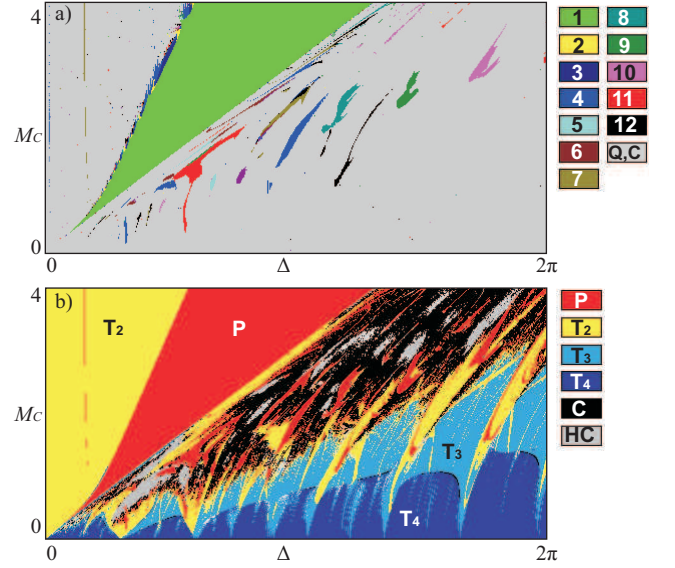 4 a)
1 8
2 9
3 10
4 11
5 12
6 Q,C
7
MC
0
0 Δ 2π
4 b)
T2 P
T3
T4
MC
0
0 Δ 2π
P
T2
T3
T4
C
HC